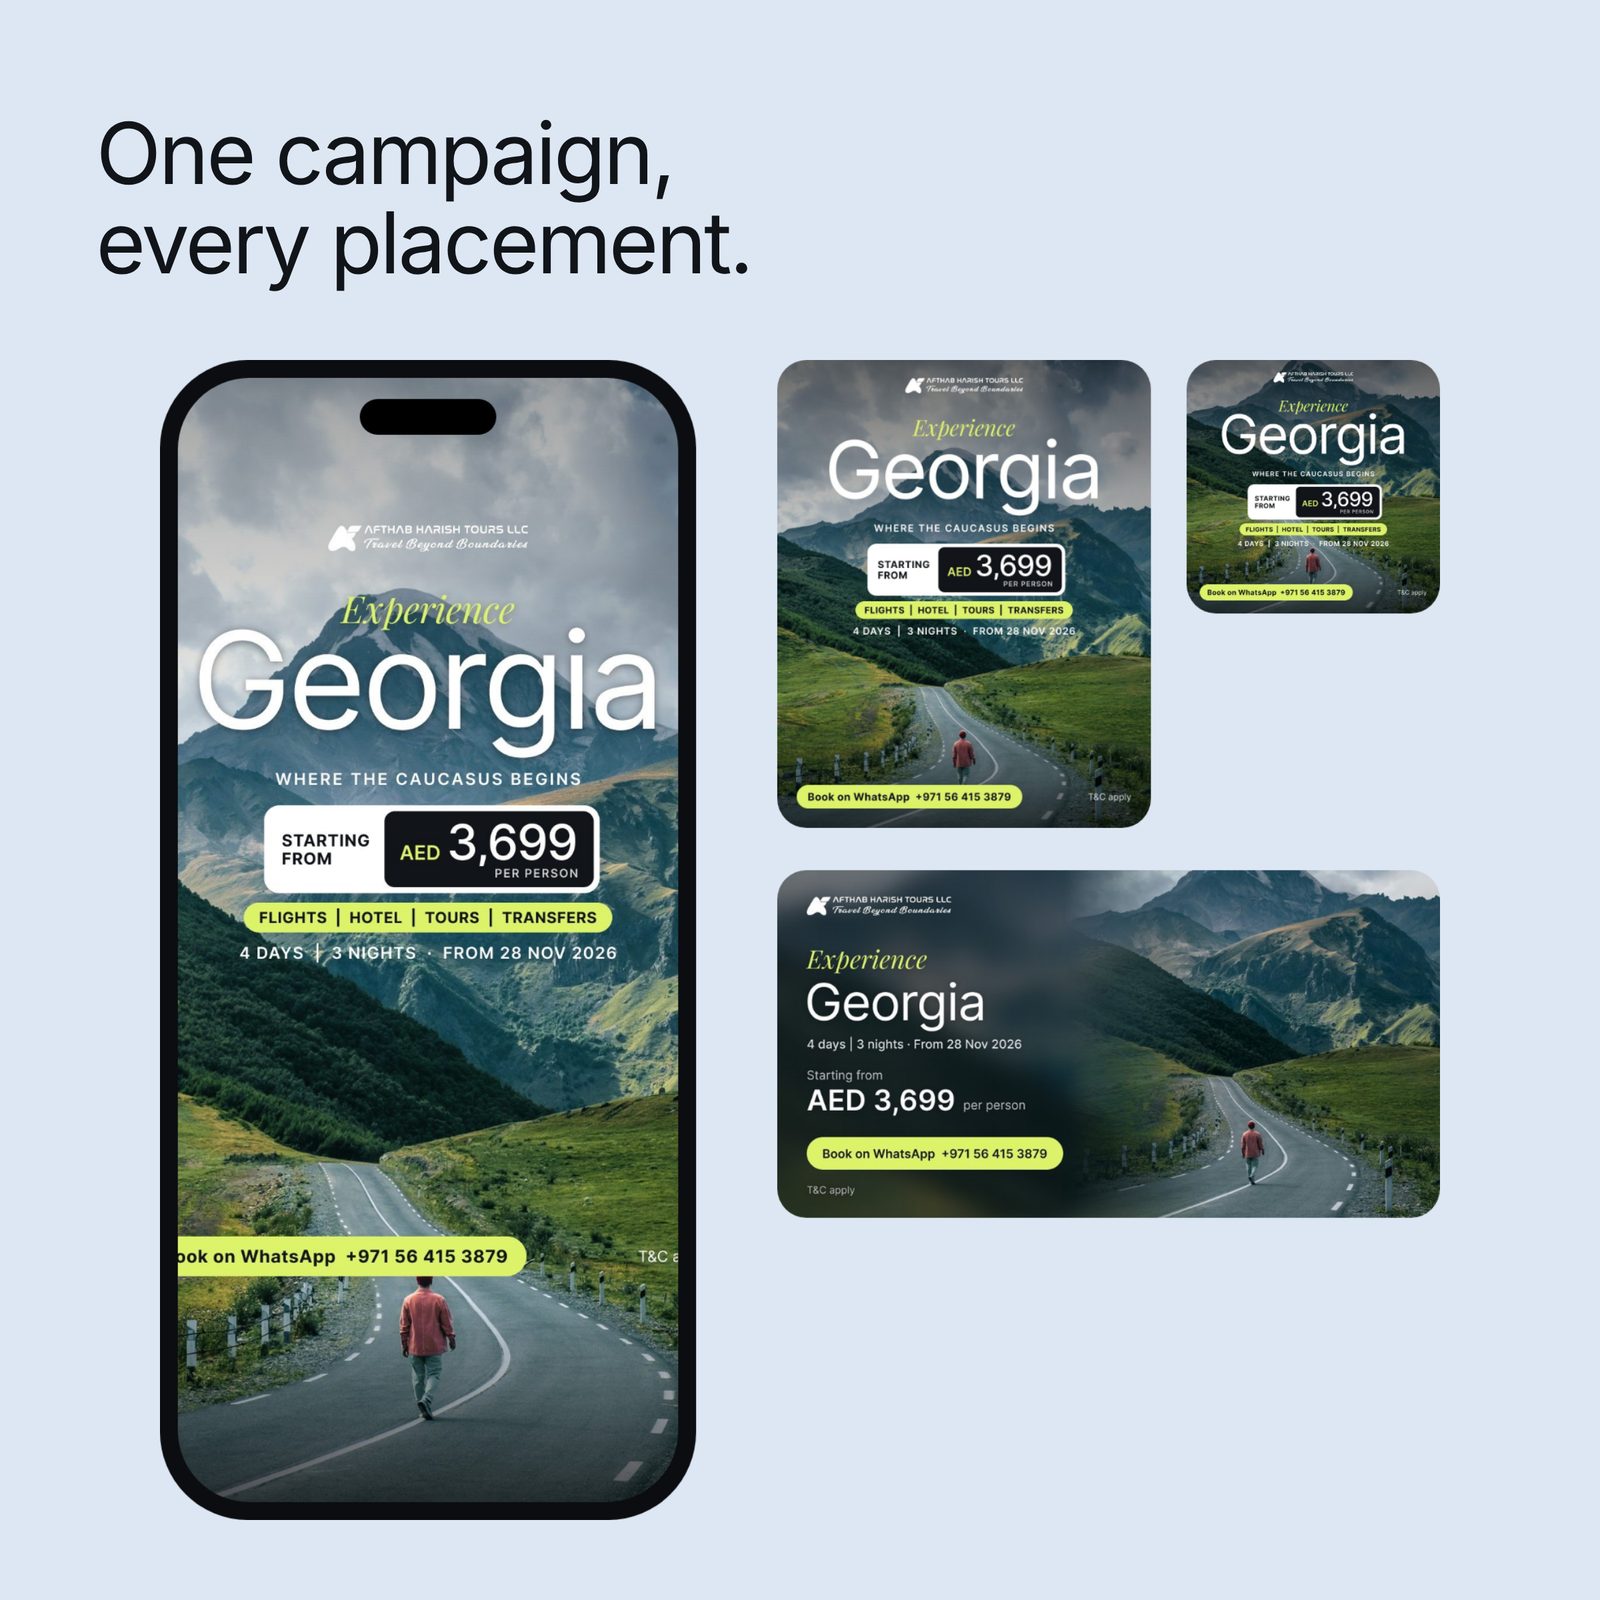 One campaign,
every placement.
AFTHAB HARISH TOURS LLC
Travel Beyond Boundaries
Experience
Georgia
WHERE THE CAUCASUS BEGINS
STARTING
FROM
AED 3,699
PER PERSON
FLIGHTS | HOTEL | TOURS | TRANSFERS
4 DAYS | 3 NIGHTS · FROM 28 NOV 2026
ook on WhatsApp +971 56 415 3879
T&C a
AFTHAB HARISH TOURS LLC
Travel Beyond Boundaries
Experience
Georgia
WHERE THE CAUCASUS BEGINS
STARTING
FROM
AED 3,699
PER PERSON
FLIGHTS | HOTEL | TOURS | TRANSFERS
4 DAYS | 3 NIGHTS · FROM 28 NOV 2026
Book on WhatsApp +971 56 415 3879
T&C apply
AFTHAB HARISH TOURS LLC
Travel Beyond Boundaries
Experience
Georgia
WHERE THE CAUCASUS BEGINS
STARTING
FROM
AED 3,699
PER PERSON
FLIGHTS | HOTEL | TOURS | TRANSFERS
4 DAYS | 3 NIGHTS · FROM 28 NOV 2026
Book on WhatsApp +971 56 415 3879
T&C apply
AFTHAB HARISH TOURS LLC
Travel Beyond Boundaries
Experience
Georgia
4 days | 3 nights · From 28 Nov 2026
Starting from
AED 3,699 per person
Book on WhatsApp +971 56 415 3879
T&C apply